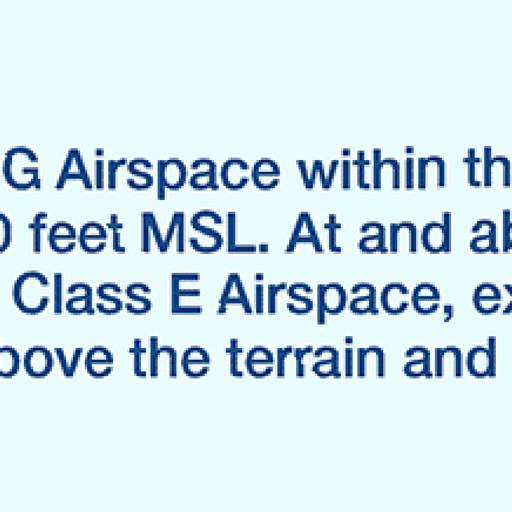 G Airspace within th
0 feet MSL. At and ab
Class E Airspace, ex
bove the terrain and